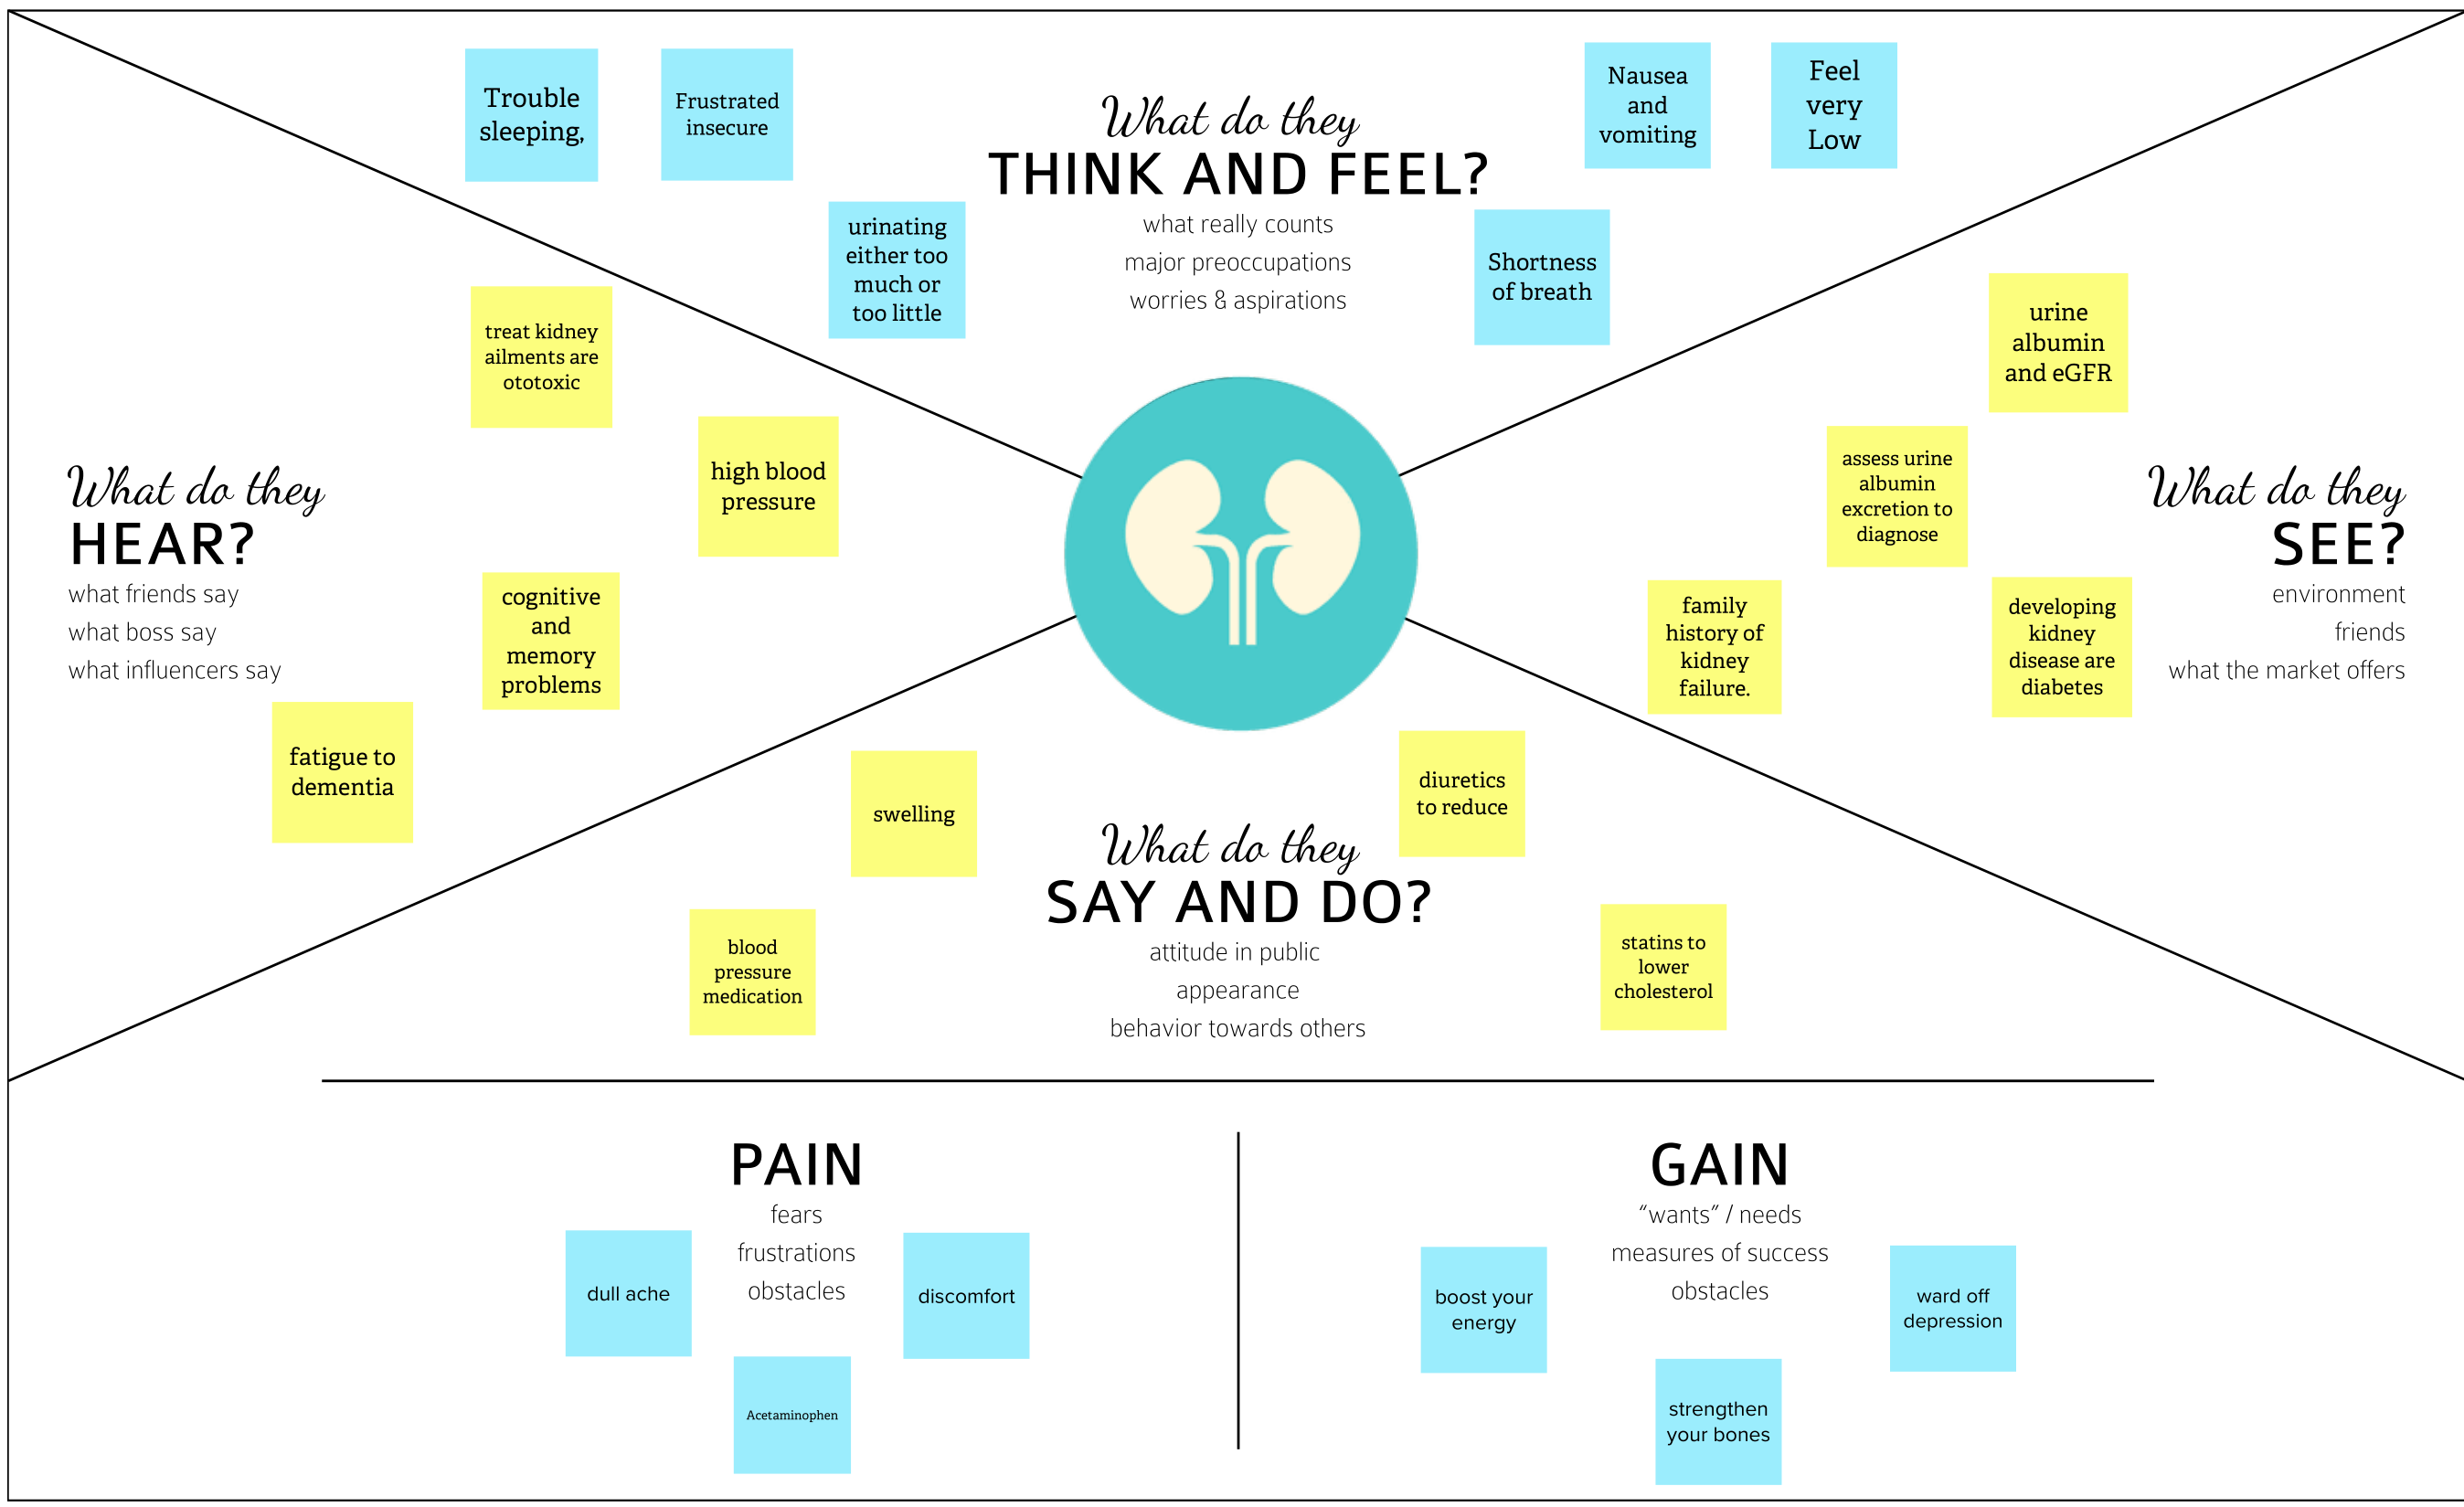 Trouble
sleeping,
Frustrated
insecure
urinating
either too
much or
too little
What do they
THINK AND FEEL?
what really counts
major preoccupations
worries & aspirations
Nausea
and
vomiting
Feel
very
Low
Shortness
of breath
What do they
HEAR?
what friends say
what boss say
what influencers say
treat kidney
ailments are
ototoxic
high blood
pressure
cognitive
and
memory
problems
fatigue to
dementia
urine
albumin
and eGFR
assess urine
albumin
excretion to
diagnose
family
history of
kidney
failure.
developing
kidney
disease are
diabetes
What do they
SEE?
environment
friends
what the market offers
swelling
blood
pressure
medication
What do they
SAY AND DO?
attitude in public
appearance
behavior towards others
diuretics
to reduce
statins to
lower
cholesterol
PAIN
fears
frustrations
obstacles
dull ache
discomfort
Acetaminophen
GAIN
“wants” / needs
measures of success
obstacles
boost your
energy
ward off
depression
strengthen
your bones